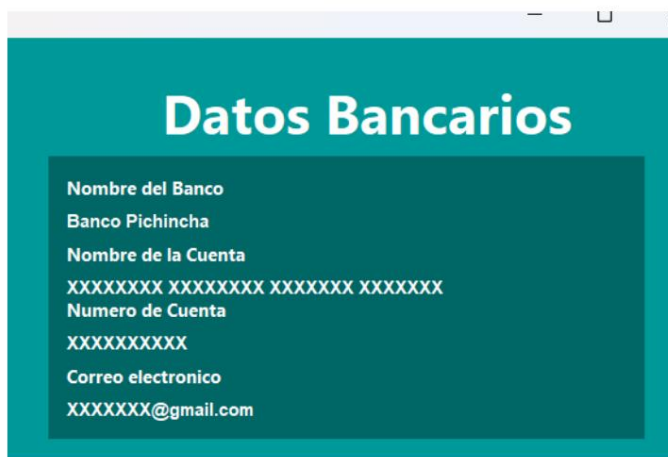 Datos Bancarios
Nombre del Banco
Banco Pichincha
Nombre de la Cuenta
XXXXXXXX XXXXXXXX XXXXXXX XXXXXXX
Numero de Cuenta
XXXXXXXXXX
Correo electronico
XXXXXXX@gmail.com